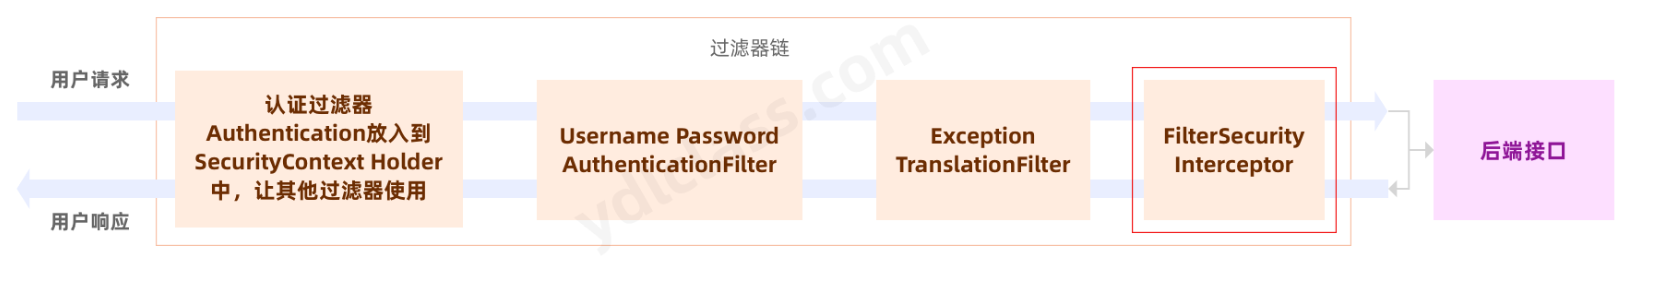 过滤器链
用户请求
认证过滤器
Authentication放入到
SecurityContext Holder
中，让其他过滤器使用
Username Password
AuthenticationFilter
Exception
TranslationFilter
FilterSecurity
Interceptor
后端接口
用户响应
ydlclass.com